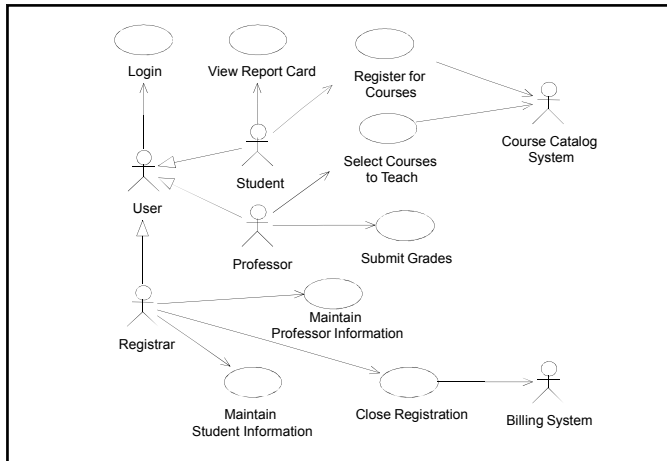 Login
View Report Card
Register for
Courses
Course Catalog
System
Student
Select Courses
to Teach
User
Professor
Submit Grades
Maintain
Professor Information
Registrar
Maintain
Student Information
Close Registration
Billing System